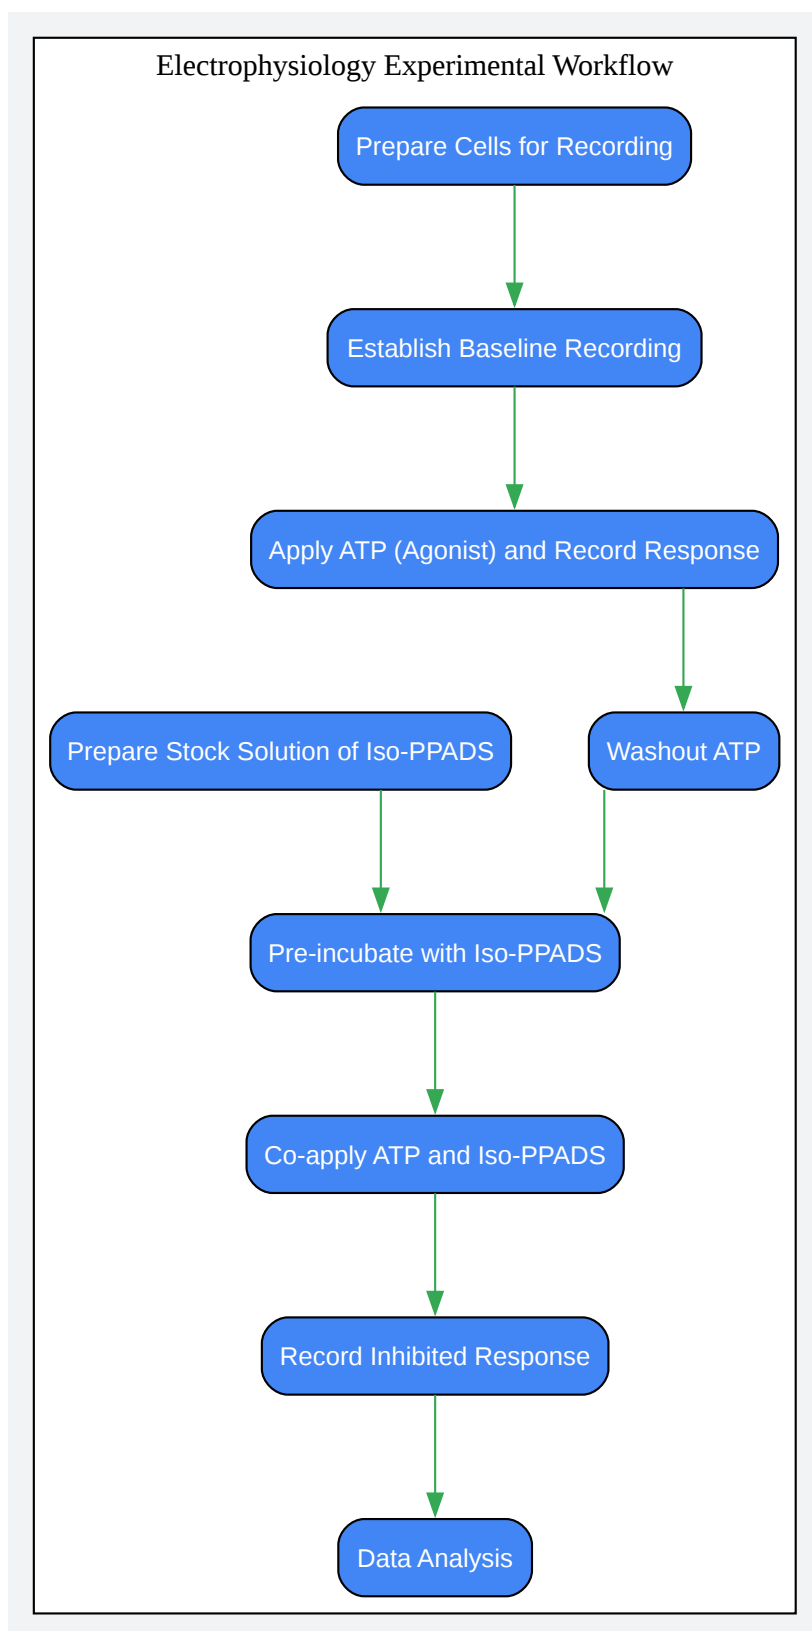 Electrophysiology Experimental Workflow
Prepare Cells for Recording
Establish Baseline Recording
Apply ATP (Agonist) and Record Response
Prepare Stock Solution of Iso-PPADS
Washout ATP
Pre-incubate with Iso-PPADS
Co-apply ATP and Iso-PPADS
Record Inhibited Response
Data Analysis